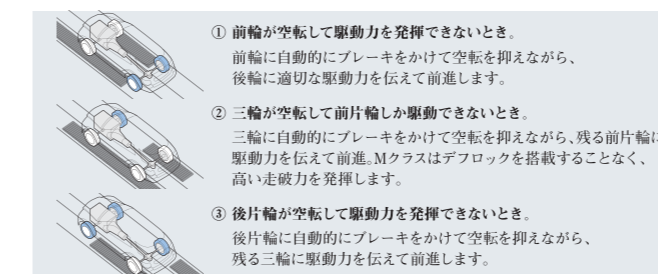 ① 前輪が空転して駆動力を発揮できないとき。
前輪に自動的にブレーキをかけて空転を抑えながら、
後輪に適切な駆動力を伝えて前進します。
② 三輪が空転して前片輪しか駆動できないとき。
三輪に自動的にブレーキをかけて空転を抑えながら、残る前片輪に
駆動力を伝えて前進。Mクラスはデフロックを搭載することなく、
高い走破力を発揮します。
③ 後片輪が空転して駆動力を発揮できないとき。
後片輪に自動的にブレーキをかけて空転を抑えながら、
残る三輪に駆動力を伝えて前進します。